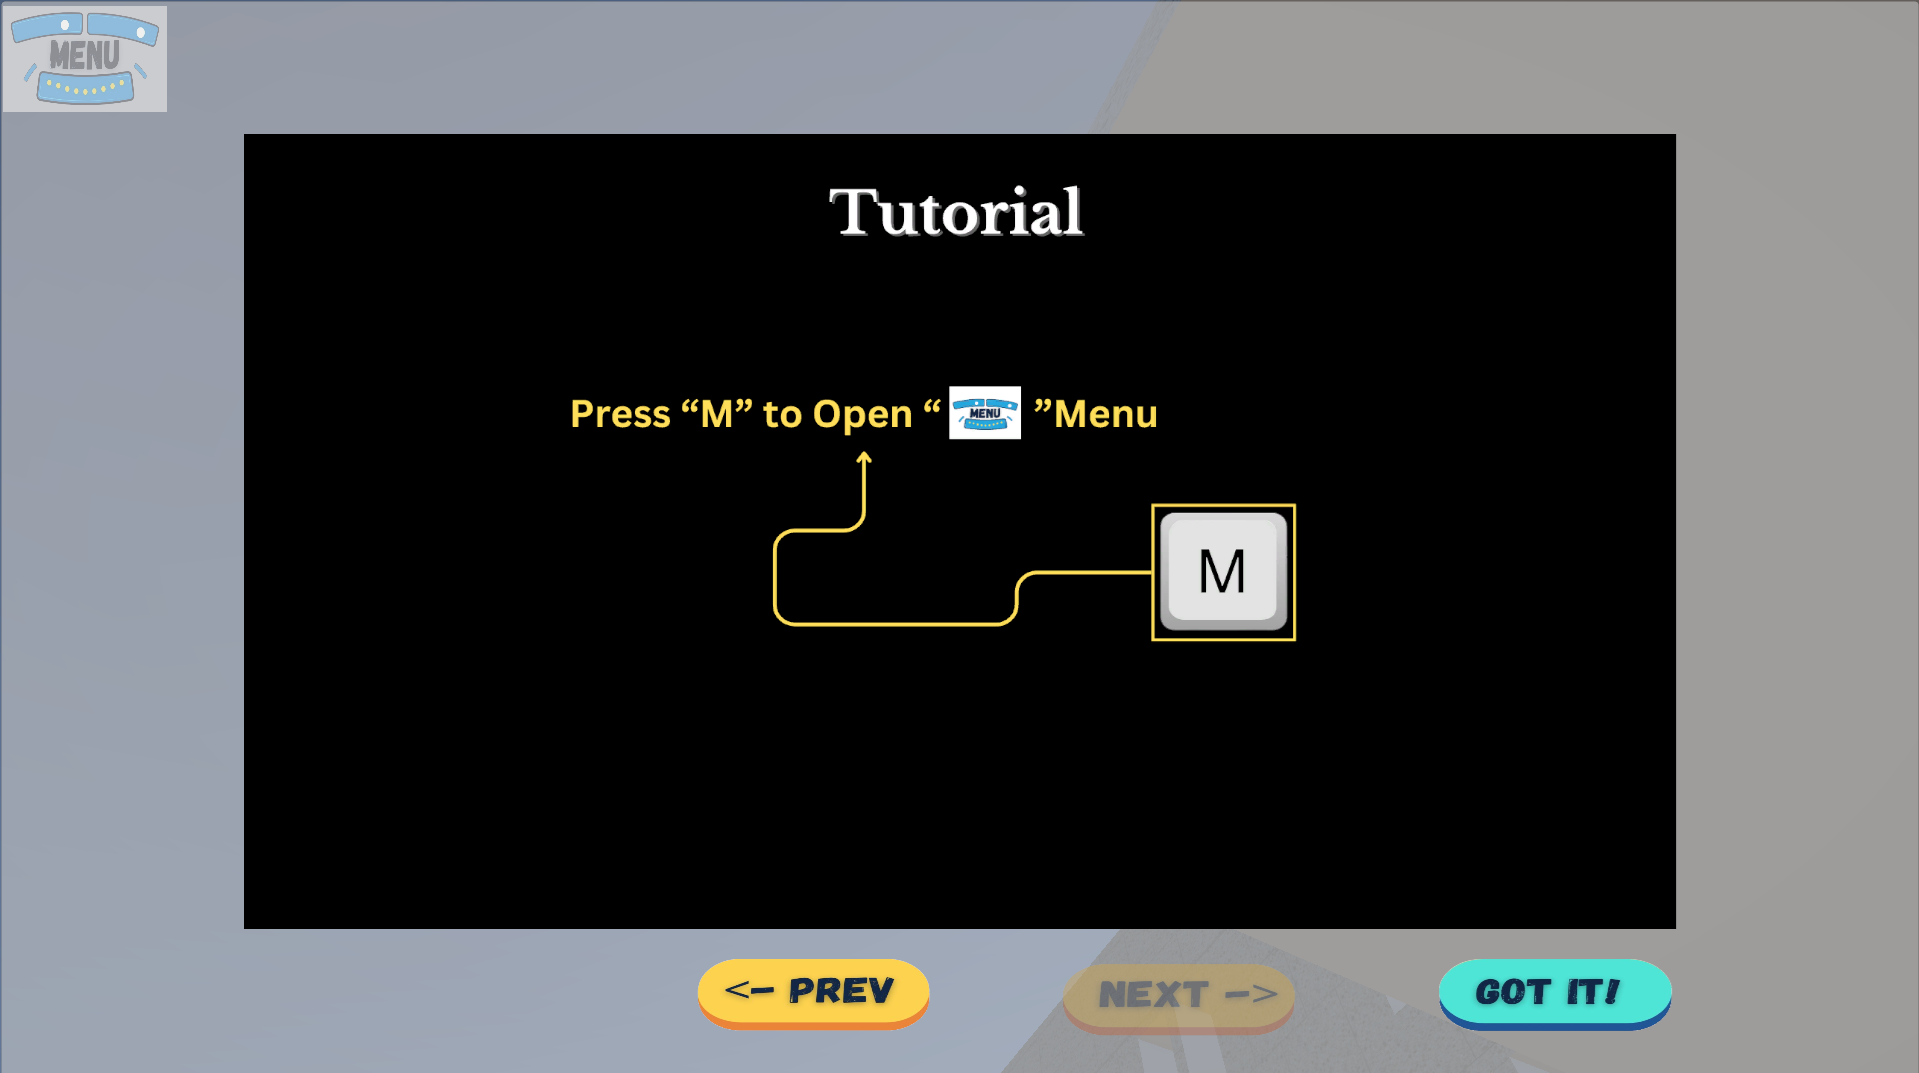 MENU
Tutorial
Press “M” to Open “ MENU ”Menu
M
<- PREV
NEXT ->
GOT IT!